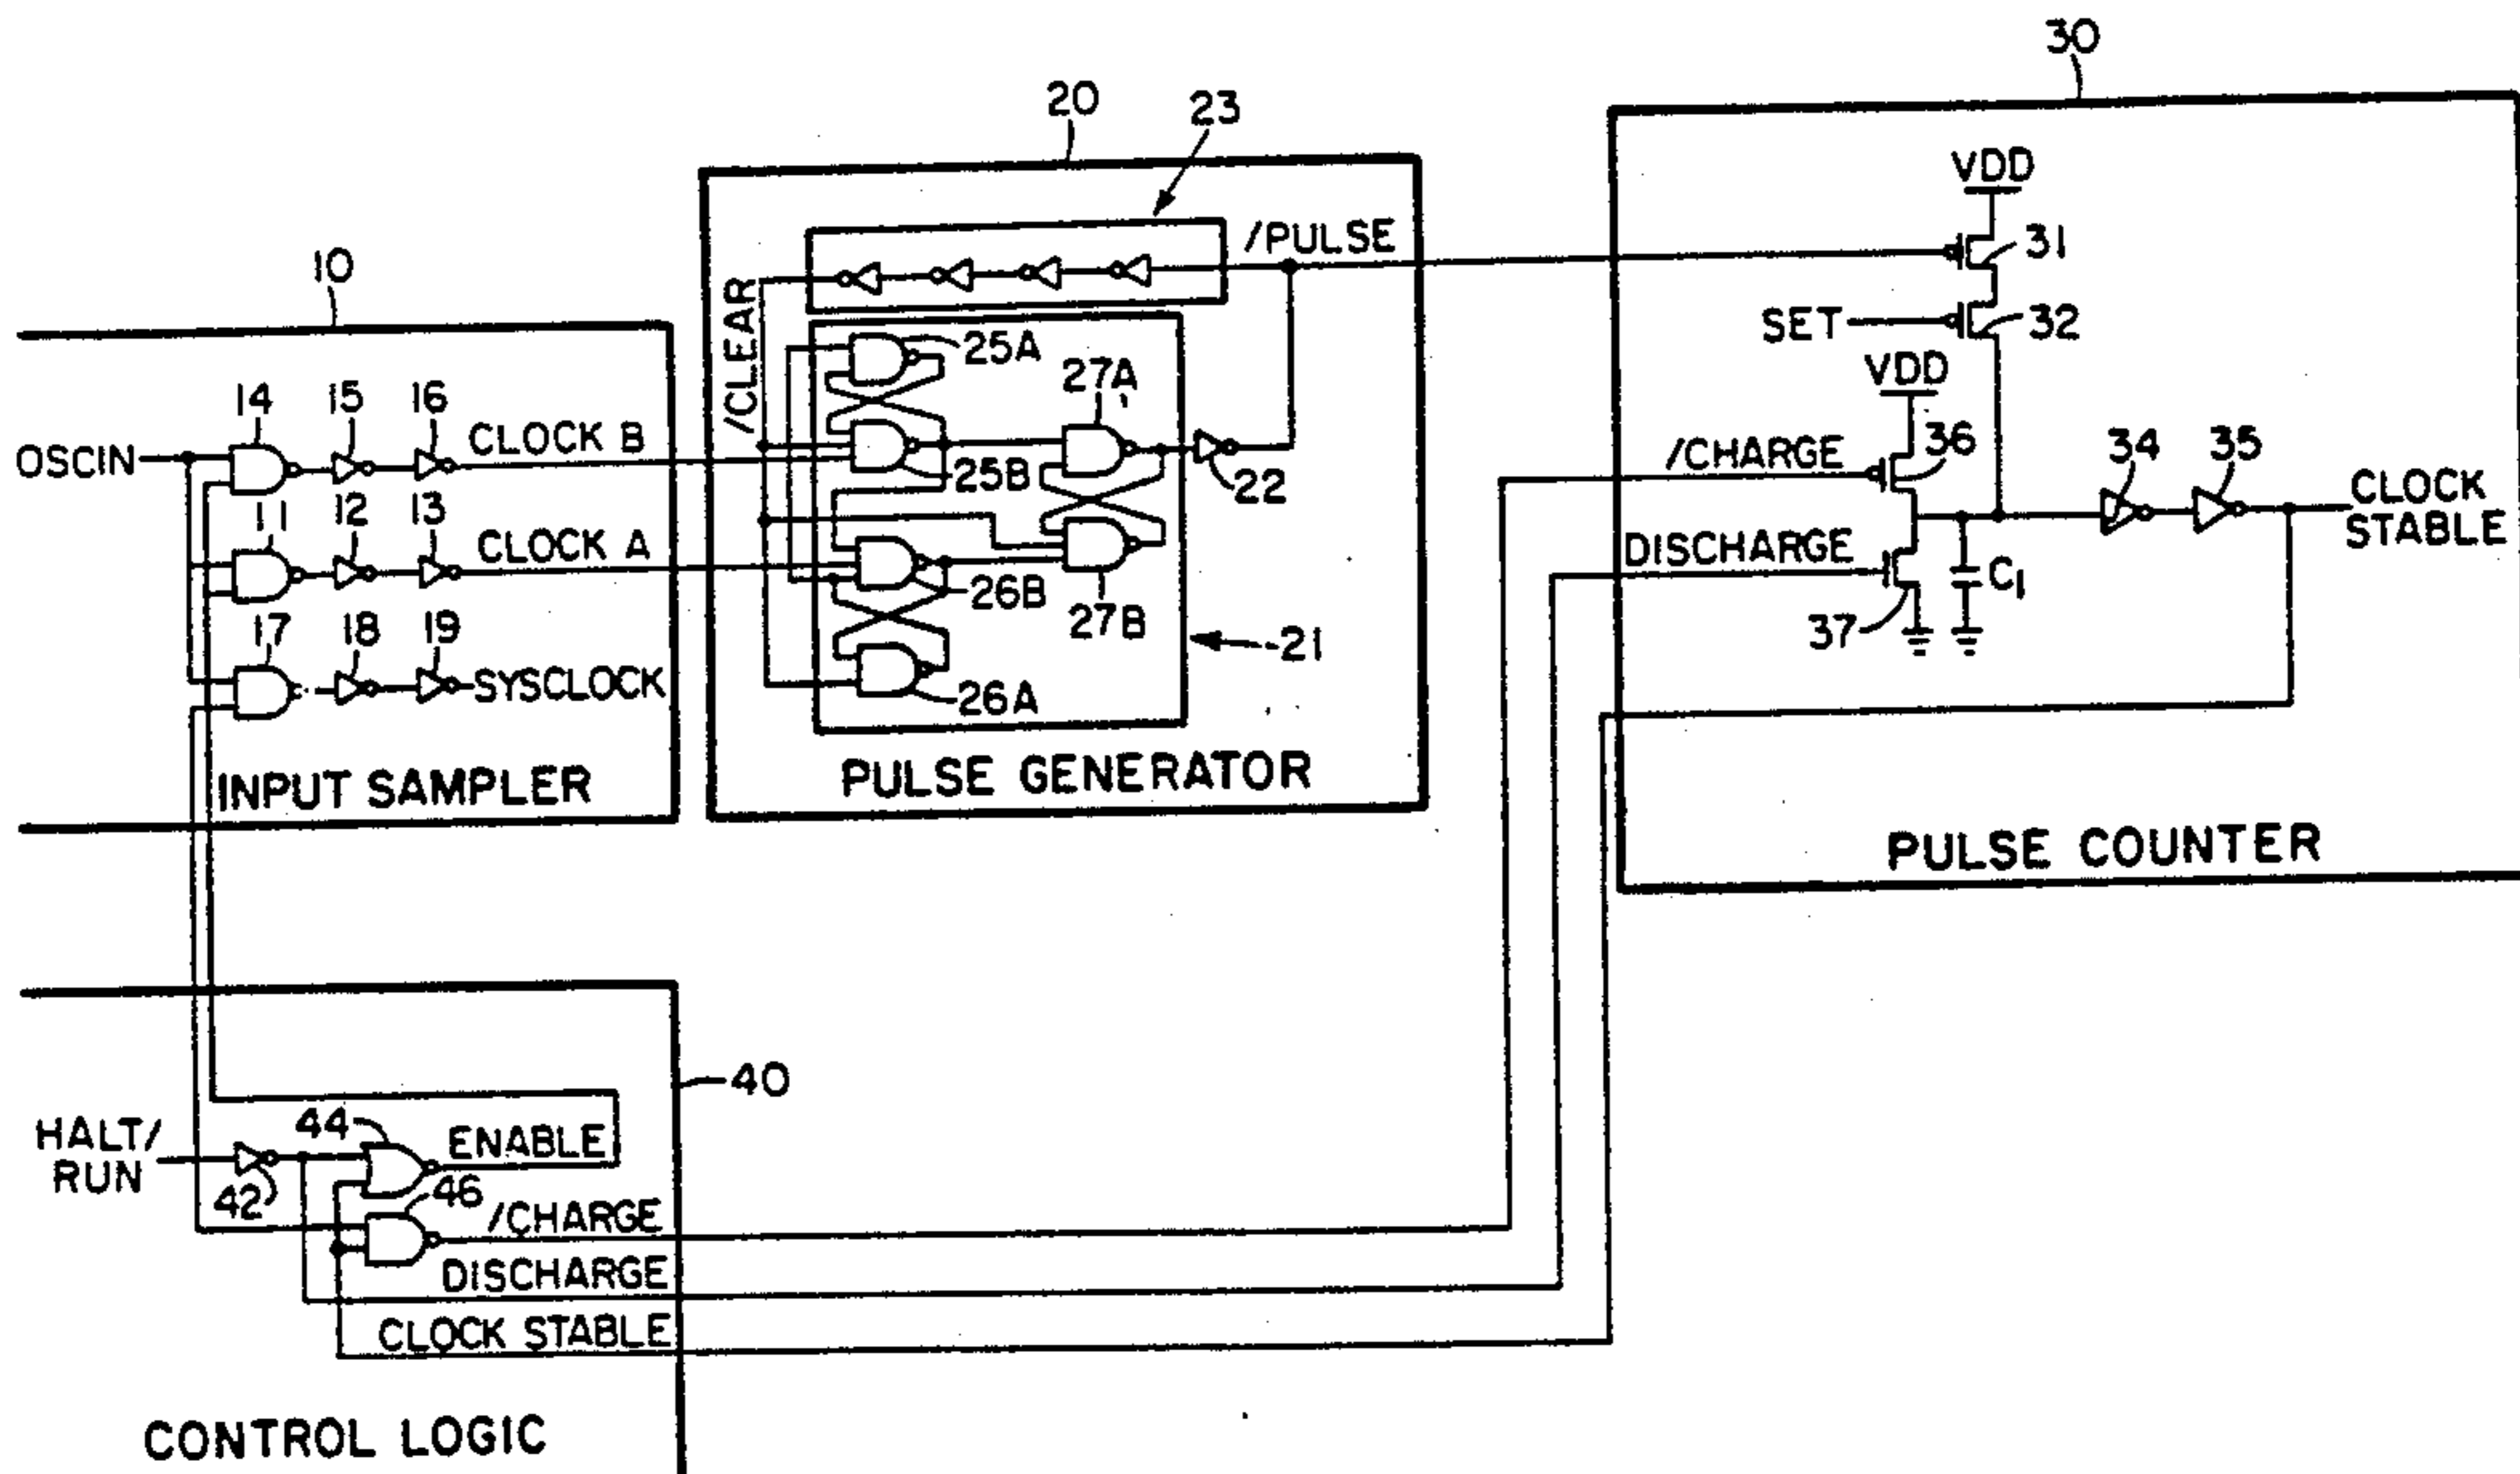 30
20
23
VDD
/PULSE
31
10
SET
32
/CLEAR
25A
27A
VDD
14
15
16
CLOCK B
/CHARGE
36
34
35
OSCIN
25B
22
CLOCK
STABLE
11
12
13
CLOCK A
DISCHARGE
C1
26B
27B
37
17
18
19
21
SYSCLOCK
26A
INPUT SAMPLER
PULSE GENERATOR
PULSE COUNTER
40
HALT/
RUN
44
ENABLE
42
46
/CHARGE
DISCHARGE
CLOCK STABLE
CONTROL LOGIC